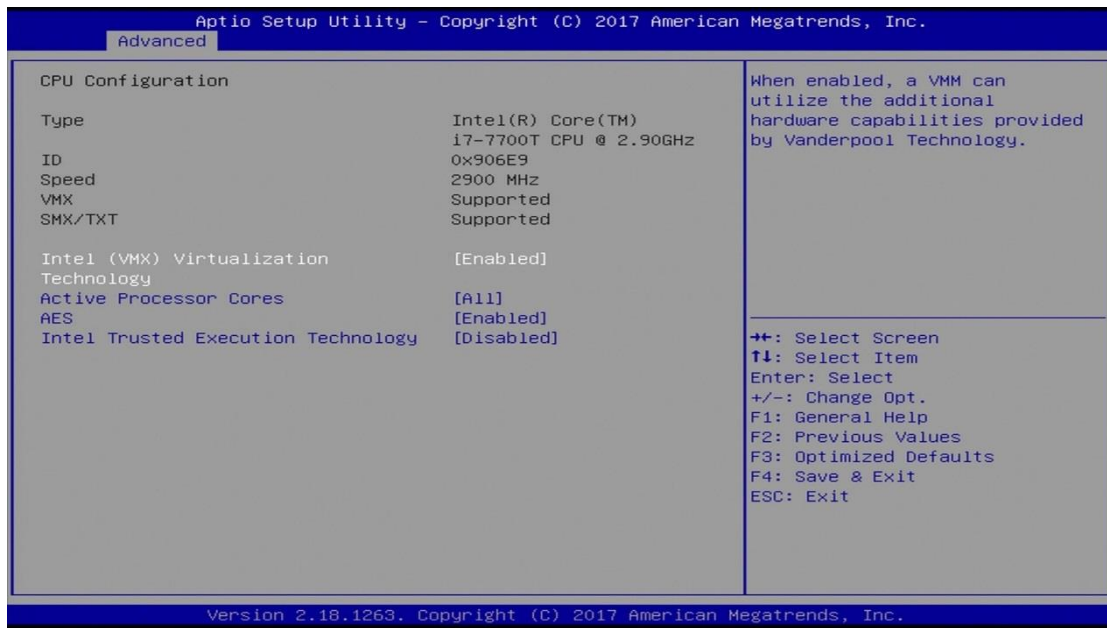 Aptio Setup Utility – Copyright (C) 2017 American Megatrends, Inc.
Advanced
CPU Configuration
Type Intel(R) Core(TM)
i7-7700T CPU @ 2.90GHz
ID 0x906E9
Speed 2900 MHz
VMX Supported
SMX/TXT Supported
Intel (VMX) Virtualization [Enabled]
Technology
Active Processor Cores [All]
AES [Enabled]
Intel Trusted Execution Technology [Disabled]
When enabled, a VMM can
utilize the additional
hardware capabilities provided
by Vanderpool Technology.
→←: Select Screen
↑↓: Select Item
Enter: Select
+/-: Change Opt.
F1: General Help
F2: Previous Values
F3: Optimized Defaults
F4: Save & Exit
ESC: Exit
Version 2.18.1263. Copyright (C) 2017 American Megatrends, Inc.